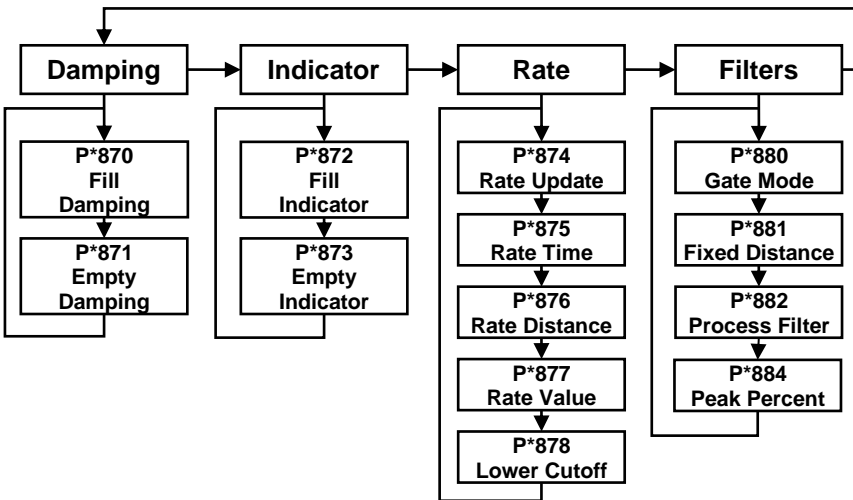 Damping
Indicator
Rate
Filters
P*870
Fill
Damping
P*871
Empty
Damping
P*872
Fill
Indicator
P*873
Empty
Indicator
P*874
Rate Update
P*875
Rate Time
P*876
Rate Distance
P*877
Rate Value
P*878
Lower Cutoff
P*880
Gate Mode
P*881
Fixed Distance
P*882
Process Filter
P*884
Peak Percent